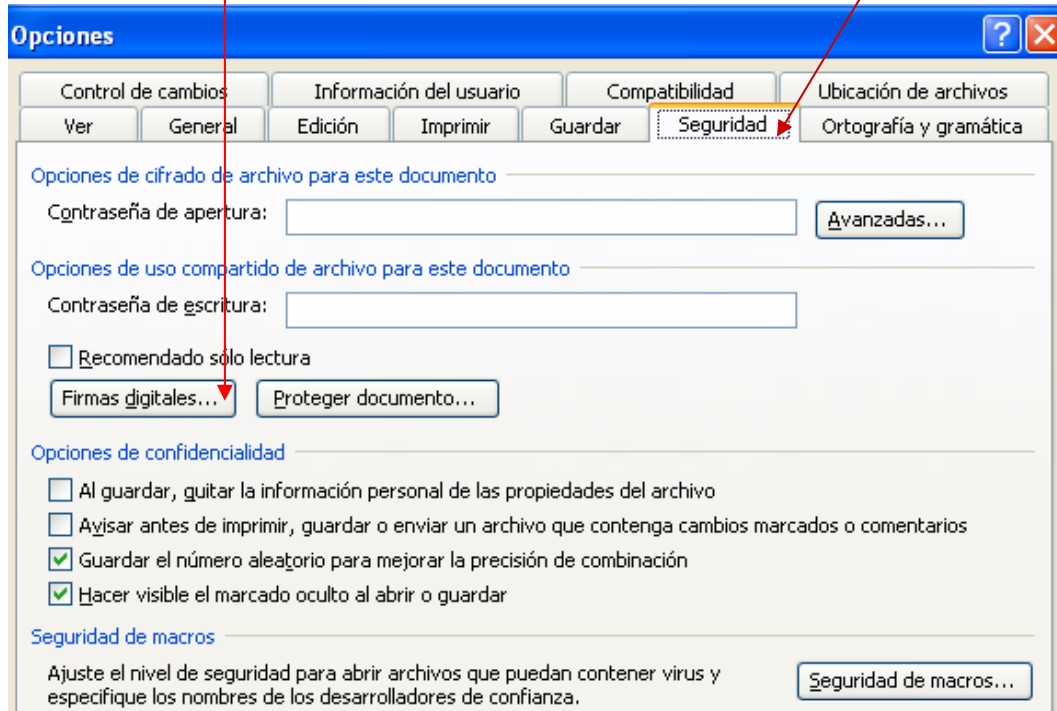 Opciones
Control de cambios Información del usuario Compatibilidad Ubicación de archivos
Ver General Edición Imprimir Guardar Seguridad Ortografía y gramática
Opciones de cifrado de archivo para este documento
Contraseña de apertura: Avanzadas...
Opciones de uso compartido de archivo para este documento
Contraseña de escritura:
Recomendado sólo lectura
Firmas digitales... Proteger documento...
Opciones de confidencialidad
Al guardar, quitar la información personal de las propiedades del archivo
Avisar antes de imprimir, guardar o enviar un archivo que contenga cambios marcados o comentarios
Guardar el número aleatorio para mejorar la precisión de combinación
Hacer visible el marcado oculto al abrir o guardar
Seguridad de macros
Ajuste el nivel de seguridad para abrir archivos que puedan contener virus y
especifique los nombres de los desarrolladores de confianza. Seguridad de macros...